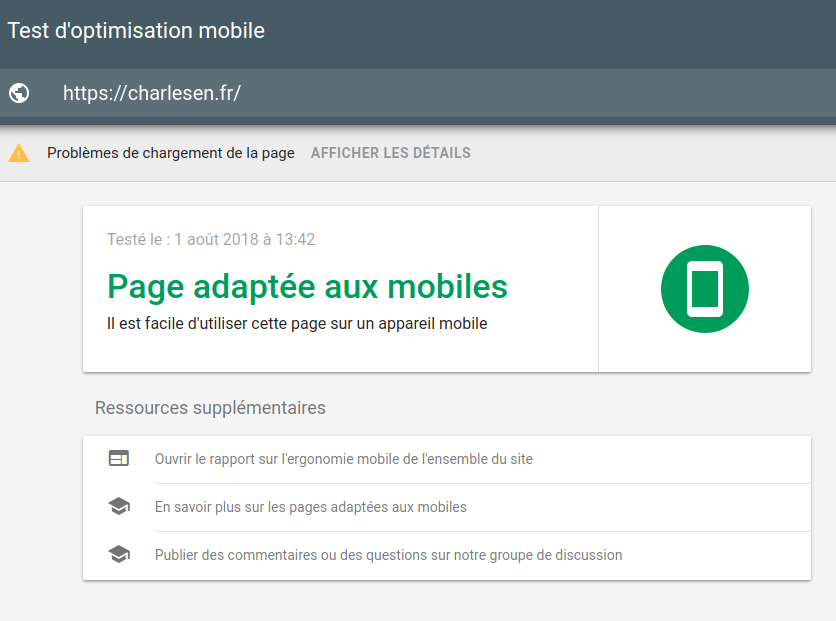 Test d'optimisation mobile
https://charlesen.fr/
Problèmes de chargement de la page AFFICHER LES DÉTAILS
Testé le : 1 août 2018 à 13:42
Page adaptée aux mobiles
Il est facile d'utiliser cette page sur un appareil mobile
Ressources supplémentaires
Ouvrir le rapport sur l'ergonomie mobile de l'ensemble du site
En savoir plus sur les pages adaptées aux mobiles
Publier des commentaires ou des questions sur notre groupe de discussion